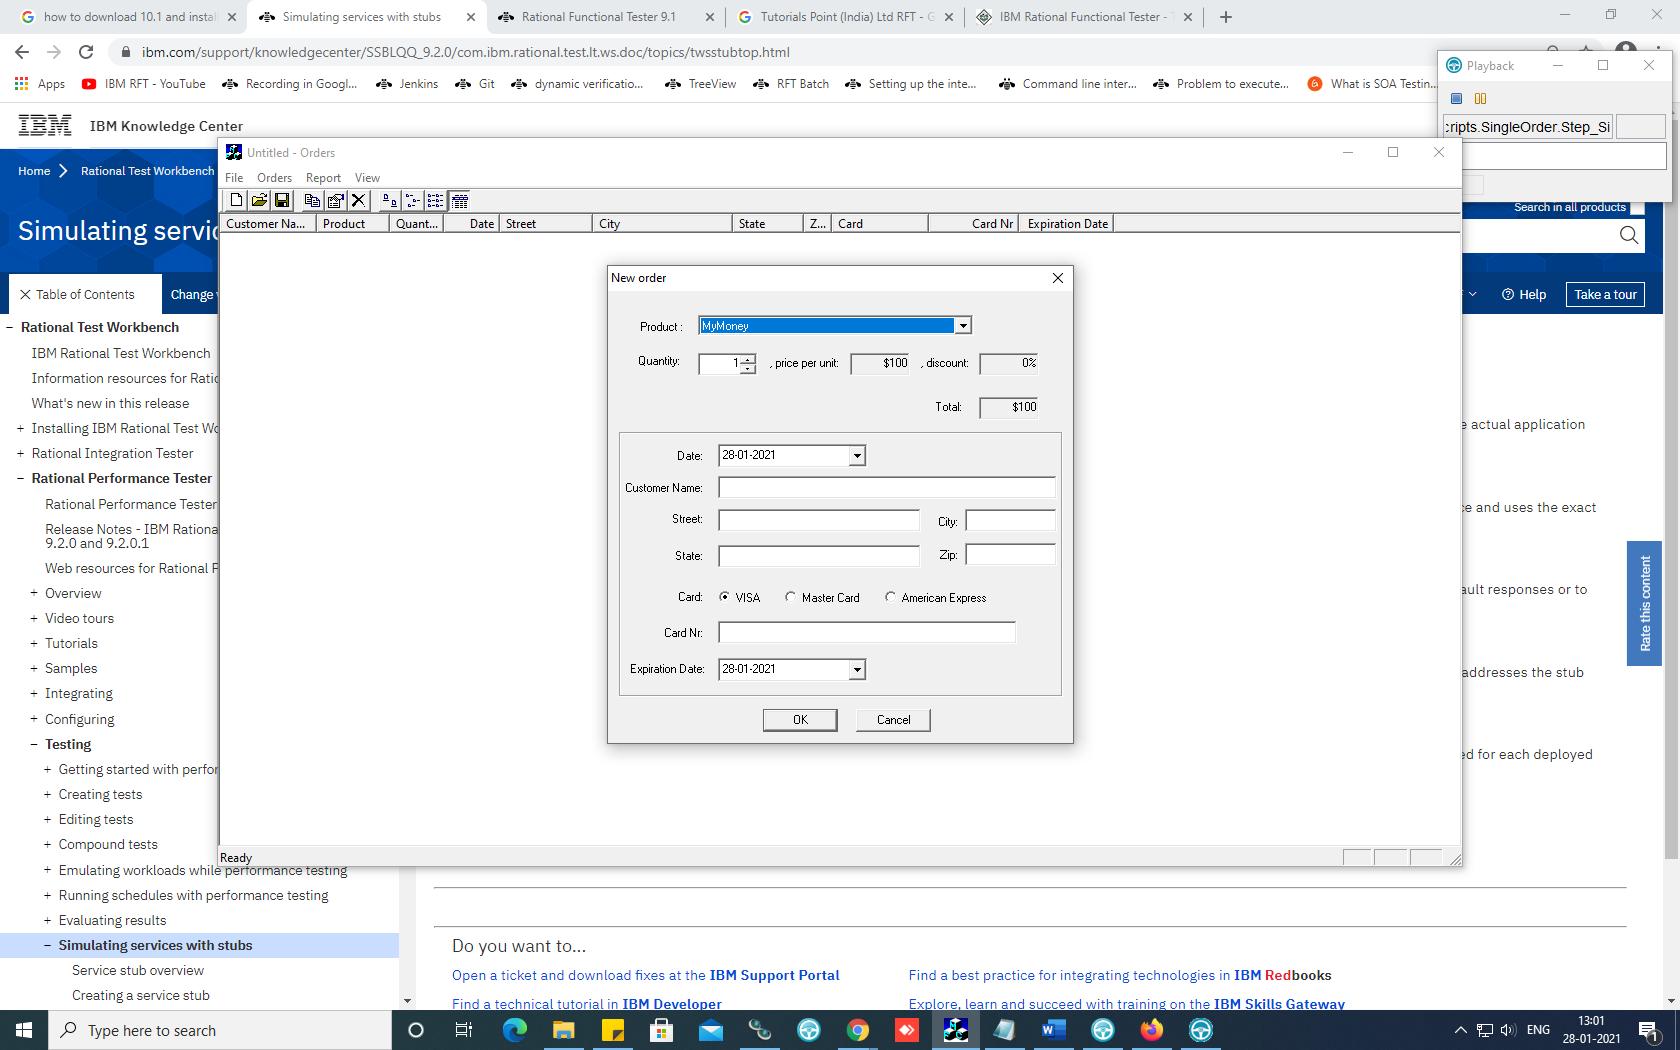 how to download 10.1 and instal
Simulating services with stubs
Rational Functional Tester 9.1
Tutorials Point (India) Ltd RFT - G
IBM Rational Functional Tester - T
ibm.com/support/knowledgecenter/SSBLQQ_9.2.0/com.ibm.rational.test.lt.ws.doc/topics/twsstubtop.html
Apps
IBM RFT - YouTube
Recording in Googl...
Jenkins
Git
dynamic verificatio...
TreeView
RFT Batch
Setting up the inte...
Command line inter...
Problem to execute...
What is SOA Testin...
Playback
:ripts.SingleOrder.Step_Si
IBM
IBM Knowledge Center
Home
Rational Test Workbench
Search in all products
Simulating servic
Table of Contents
Change
Help
Take a tour
Rational Test Workbench
IBM Rational Test Workbench
Information resources for Ratio
What's new in this release
+ Installing IBM Rational Test Wo
+ Rational Integration Tester
− Rational Performance Tester
Rational Performance Tester
Release Notes - IBM Rationa
9.2.0 and 9.2.0.1
Web resources for Rational P
+ Overview
+ Video tours
+ Tutorials
+ Samples
+ Integrating
+ Configuring
− Testing
+ Getting started with perfor
+ Creating tests
+ Editing tests
+ Compound tests
+ Emulating workloads while performance testing
+ Running schedules with performance testing
+ Evaluating results
− Simulating services with stubs
Service stub overview
Creating a service stub
Untitled - Orders
File Orders Report View
Customer Na... Product Quant... Date Street City State Z... Card Card Nr Expiration Date
New order
Product : MyMoney
Quantity: 1 , price per unit: $100 , discount: 0%
Total: $100
Date: 28-01-2021
Customer Name:
Street: City:
State: Zip:
Card: VISA Master Card American Express
Card Nr:
Expiration Date: 28-01-2021
OK Cancel
Ready
e actual application
ce and uses the exact
ault responses or to
addresses the stub
ed for each deployed
Rate this content
Do you want to...
Open a ticket and download fixes at the IBM Support Portal
Find a best practice for integrating technologies in IBM Redbooks
Find a technical tutorial in IBM Developer
Explore, learn and succeed with training on the IBM Skills Gateway
Type here to search
ENG
13:01
28-01-2021
1